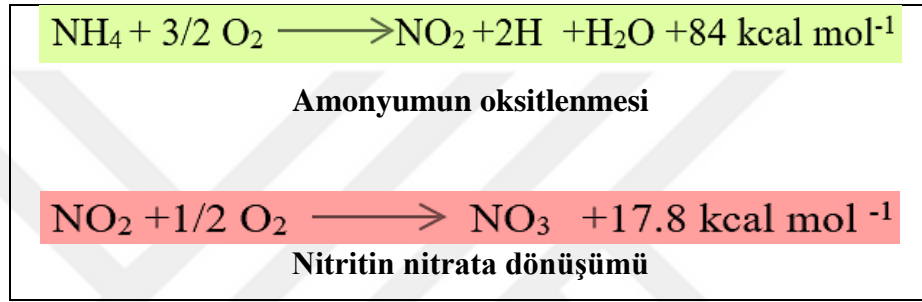 NH₄ + 3/2 O₂ ⟶ NO₂ +2H +H₂O +84 kcal mol⁻¹
Amonyumun oksitlenmesi
NO₂ +1/2 O₂ ⟶ NO₃ +17.8 kcal mol ⁻¹
Nitritin nitrata dönüşümü